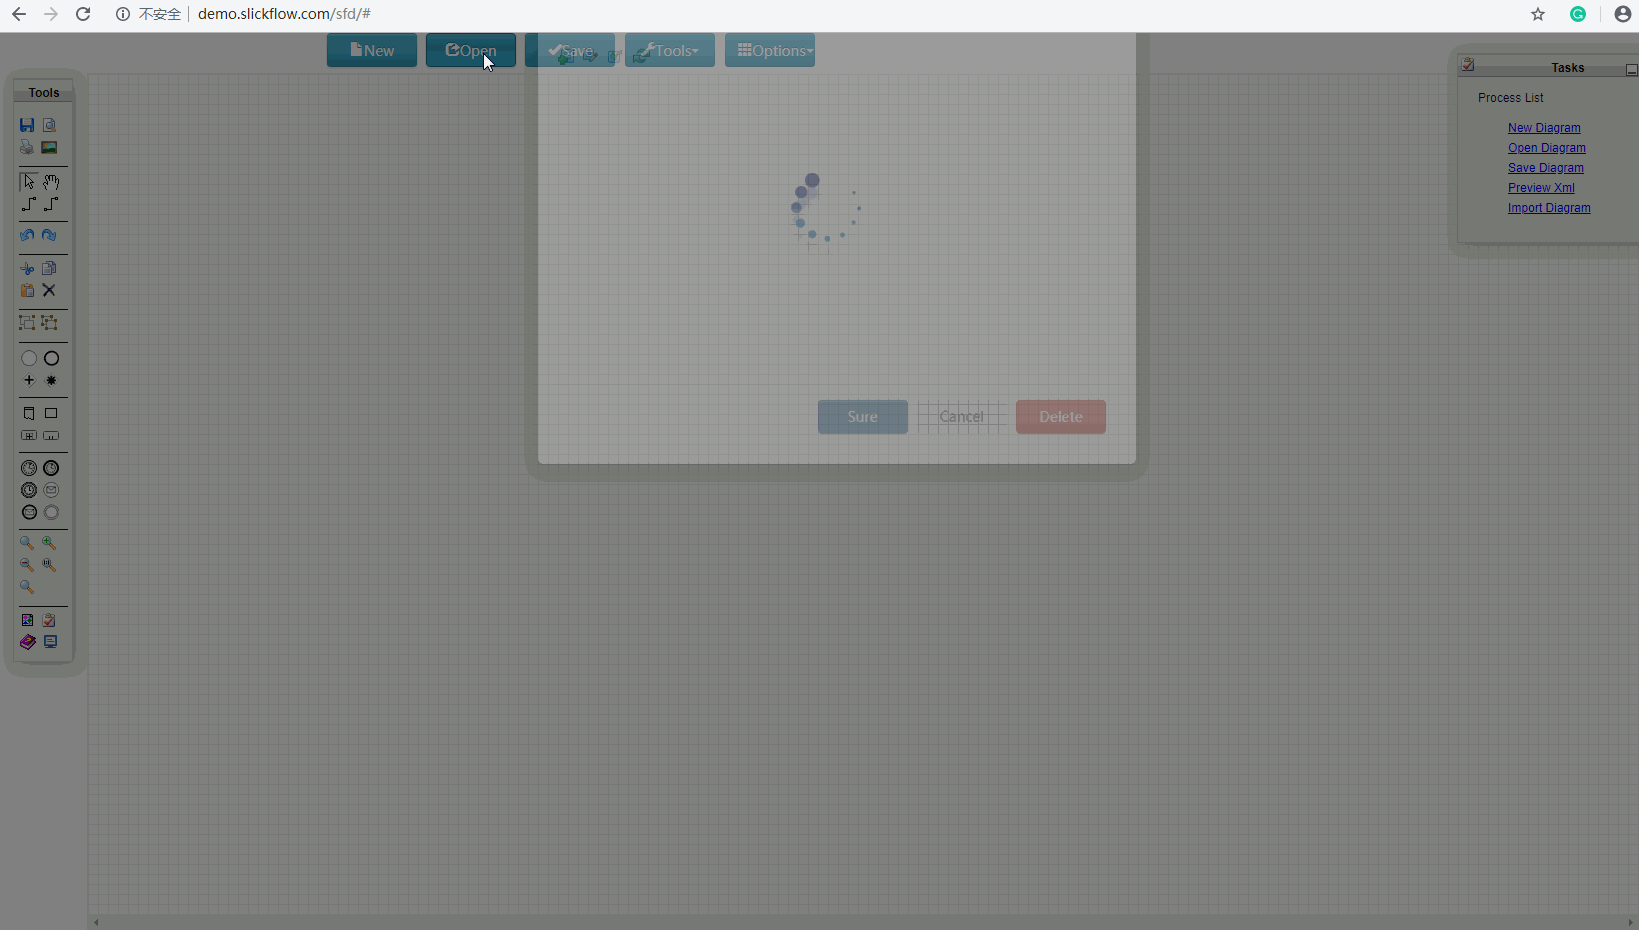 不安全 demo.slickflow.com/sfd/#
New Open Save Tools Options
Tools
Tasks
Process List
New Diagram
Open Diagram
Save Diagram
Preview Xml
Import Diagram
Sure Cancel Delete